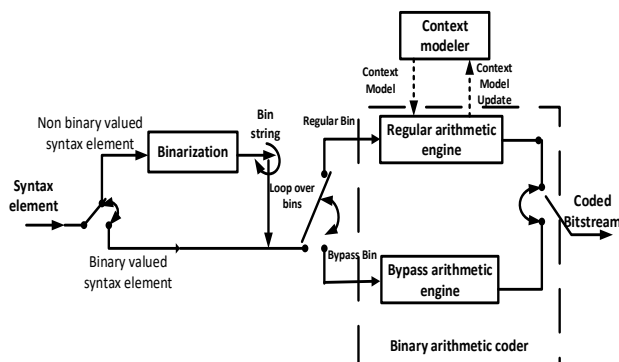 Context
modeler
Context
Model
Context
Model
Update
Bin
string
Non binary valued
syntax element
Binarization
Regular Bin
Regular arithmetic
engine
Loop over
bins
Syntax
element
Coded
Bitstream
Binary valued
syntax element
Bypass Bin
Bypass arithmetic
engine
Binary arithmetic coder